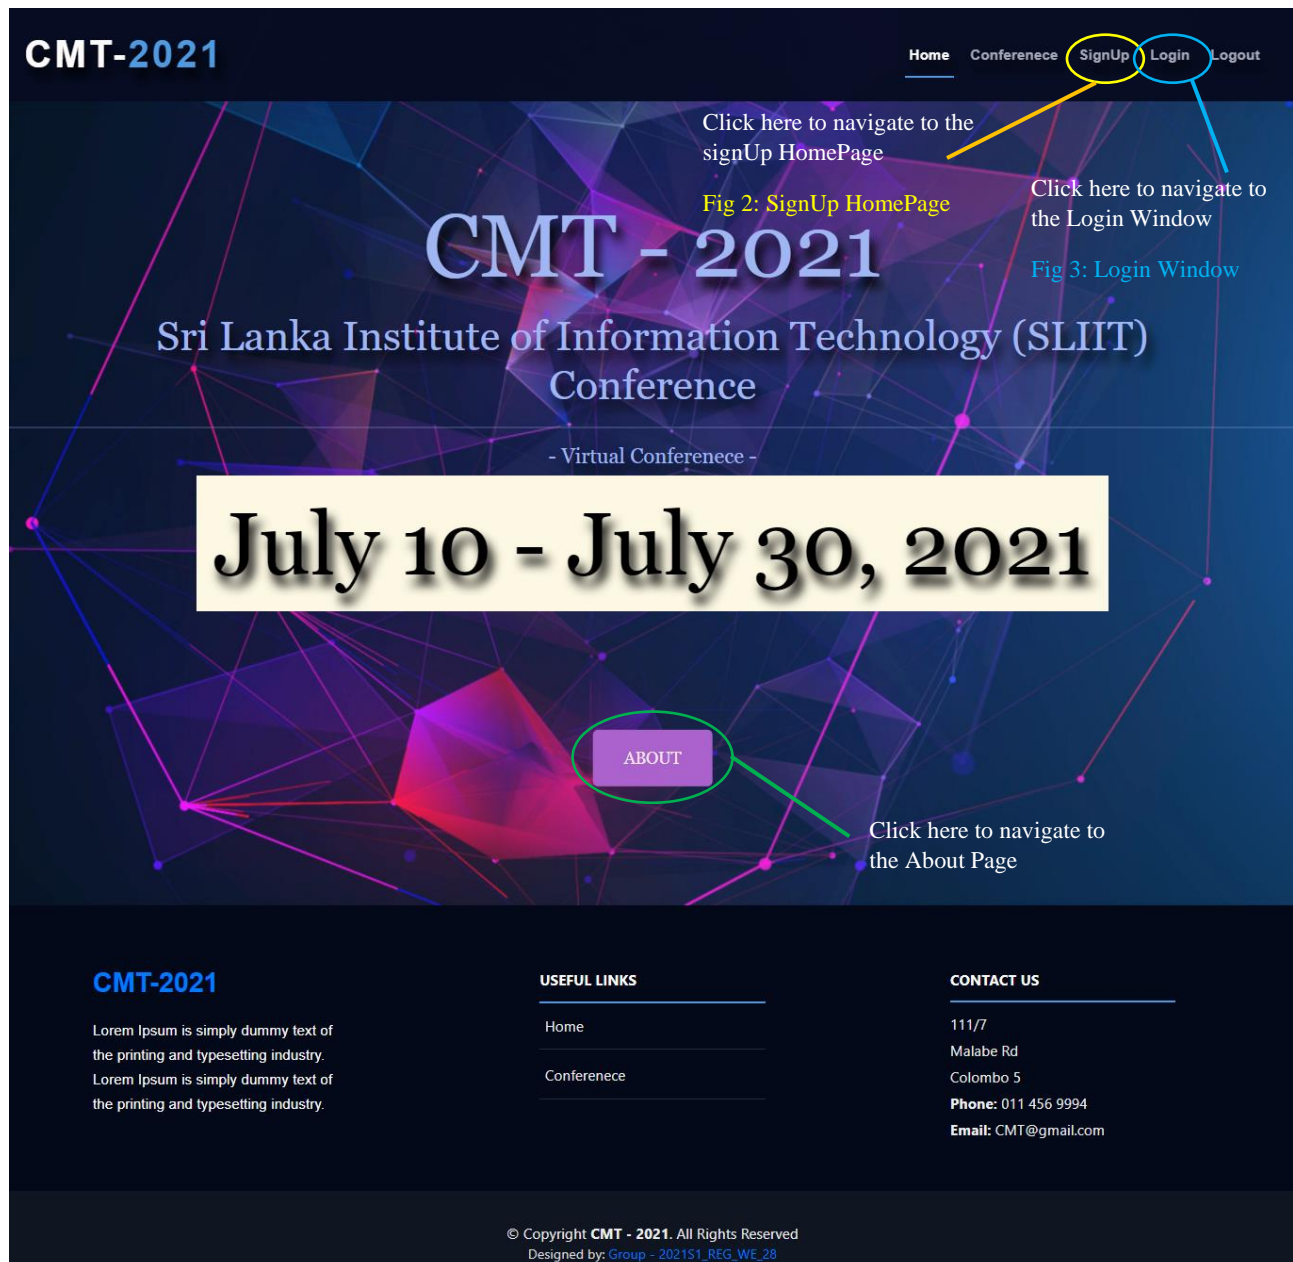 CMT-2021
Home Conferenece SignUp Login Logout
Click here to navigate to the
signUp HomePage
Fig 2: SignUp HomePage
Click here to navigate to
the Login Window
Fig 3: Login Window
CMT - 2021
Sri Lanka Institute of Information Technology (SLIIT)
Conference
- Virtual Conferenece -
July 10 - July 30, 2021
ABOUT
Click here to navigate to
the About Page
CMT-2021
Lorem Ipsum is simply dummy text of
the printing and typesetting industry.
Lorem Ipsum is simply dummy text of
the printing and typesetting industry.
USEFUL LINKS
Home
Conferenece
CONTACT US
111/7
Malabe Rd
Colombo 5
Phone: 011 456 9994
Email: CMT@gmail.com
© Copyright CMT - 2021. All Rights Reserved
Designed by: Group - 2021S1_REG_WE_28